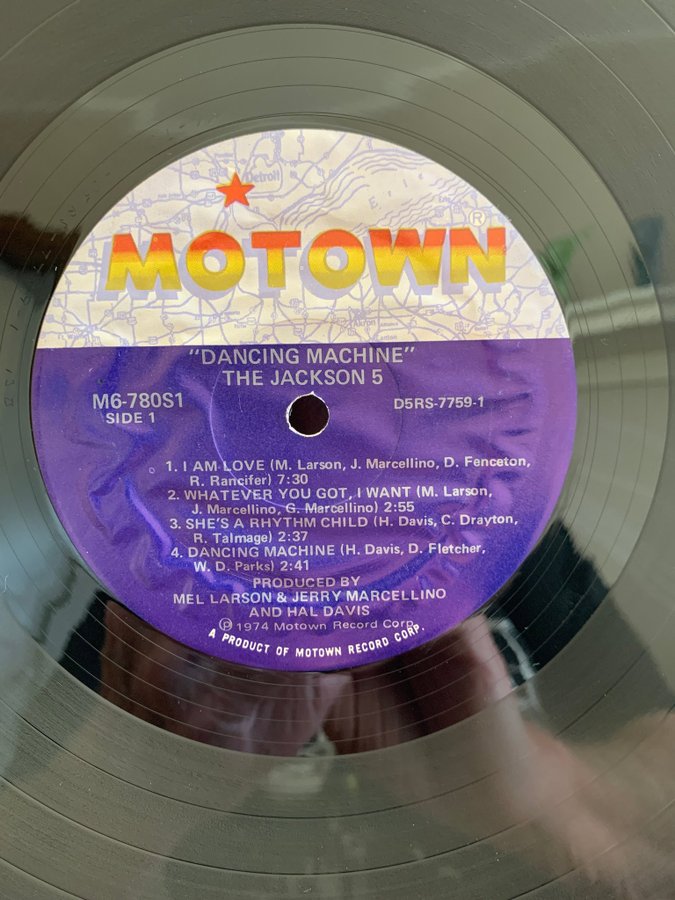 Detroit
MOTOWN®
Akron
"DANCING MACHINE"
THE JACKSON 5
M6-780S1
SIDE 1
D5RS-7759-1
1. I AM LOVE (M. Larson, J. Marcellino, D. Fenceton,
R. Rancifer) 7:30
2. WHATEVER YOU GOT, I WANT (M. Larson,
J. Marcellino, G. Marcellino) 2:55
3. SHE'S A RHYTHM CHILD (H. Davis, C. Drayton,
R. Talmage) 2:37
4. DANCING MACHINE (H. Davis, D. Fletcher,
W. D. Parks) 2:41
PRODUCED BY
MEL LARSON & JERRY MARCELLINO
AND HAL DAVIS
℗ 1974 Motown Record Corp.
A PRODUCT OF MOTOWN RECORD CORP.